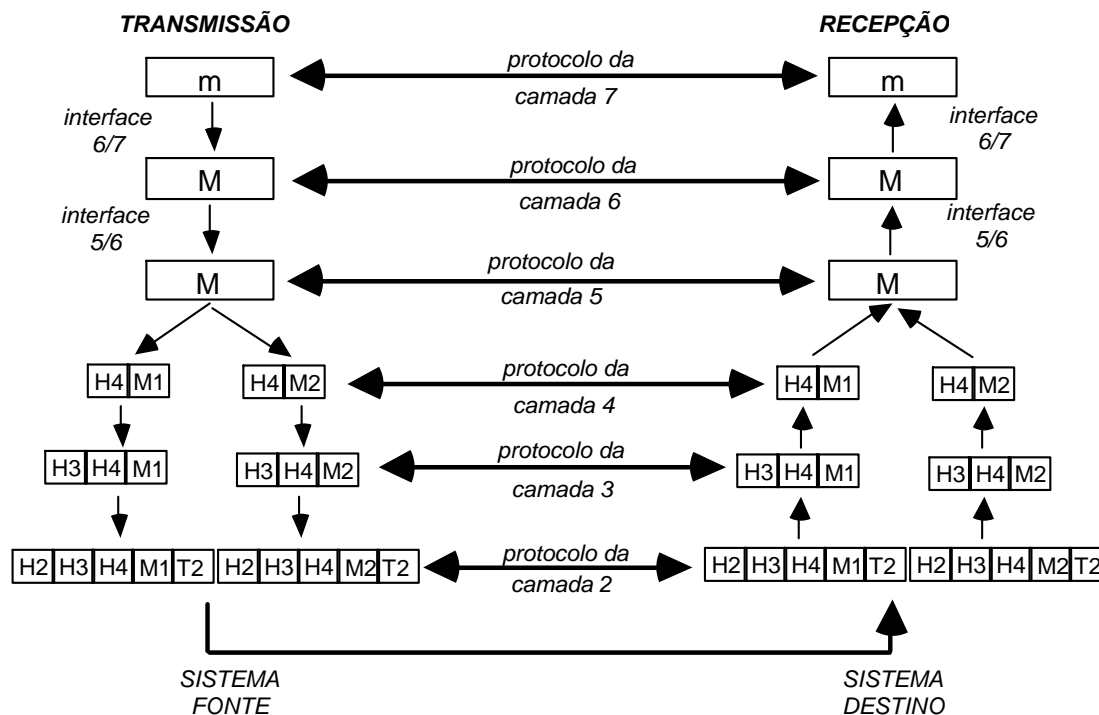 TRANSMISSÃO
RECEPÇÃO
m
protocolo da
camada 7
m
interface
6/7
interface
6/7
M
protocolo da
camada 6
M
interface
5/6
interface
5/6
M
protocolo da
camada 5
M
H4 M1
H4 M2
protocolo da
camada 4
H4 M1
H4 M2
H3 H4 M1
H3 H4 M2
protocolo da
camada 3
H3 H4 M1
H3 H4 M2
H2 H3 H4 M1 T2
H2 H3 H4 M2 T2
protocolo da
camada 2
H2 H3 H4 M1 T2
H2 H3 H4 M2 T2
SISTEMA
FONTE
SISTEMA
DESTINO